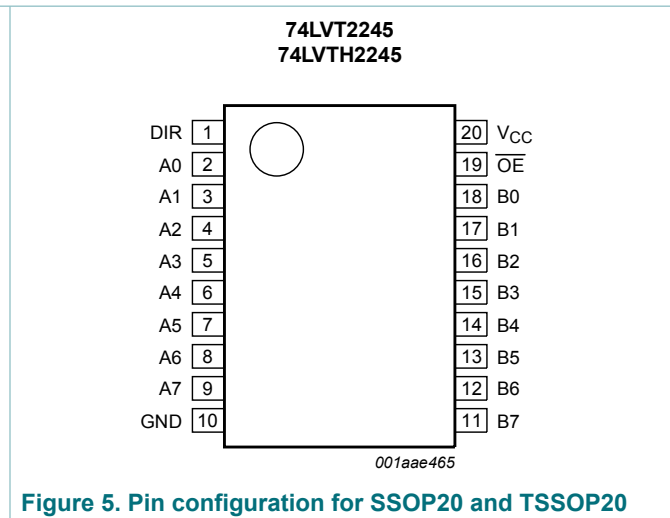 74LVT2245
74LVTH2245
DIR 1
A0 2
A1 3
A2 4
A3 5
A4 6
A5 7
A6 8
A7 9
GND 10
20 VCC
19 OE
18 B0
17 B1
16 B2
15 B3
14 B4
13 B5
12 B6
11 B7
001aae465
Figure 5. Pin configuration for SSOP20 and TSSOP20